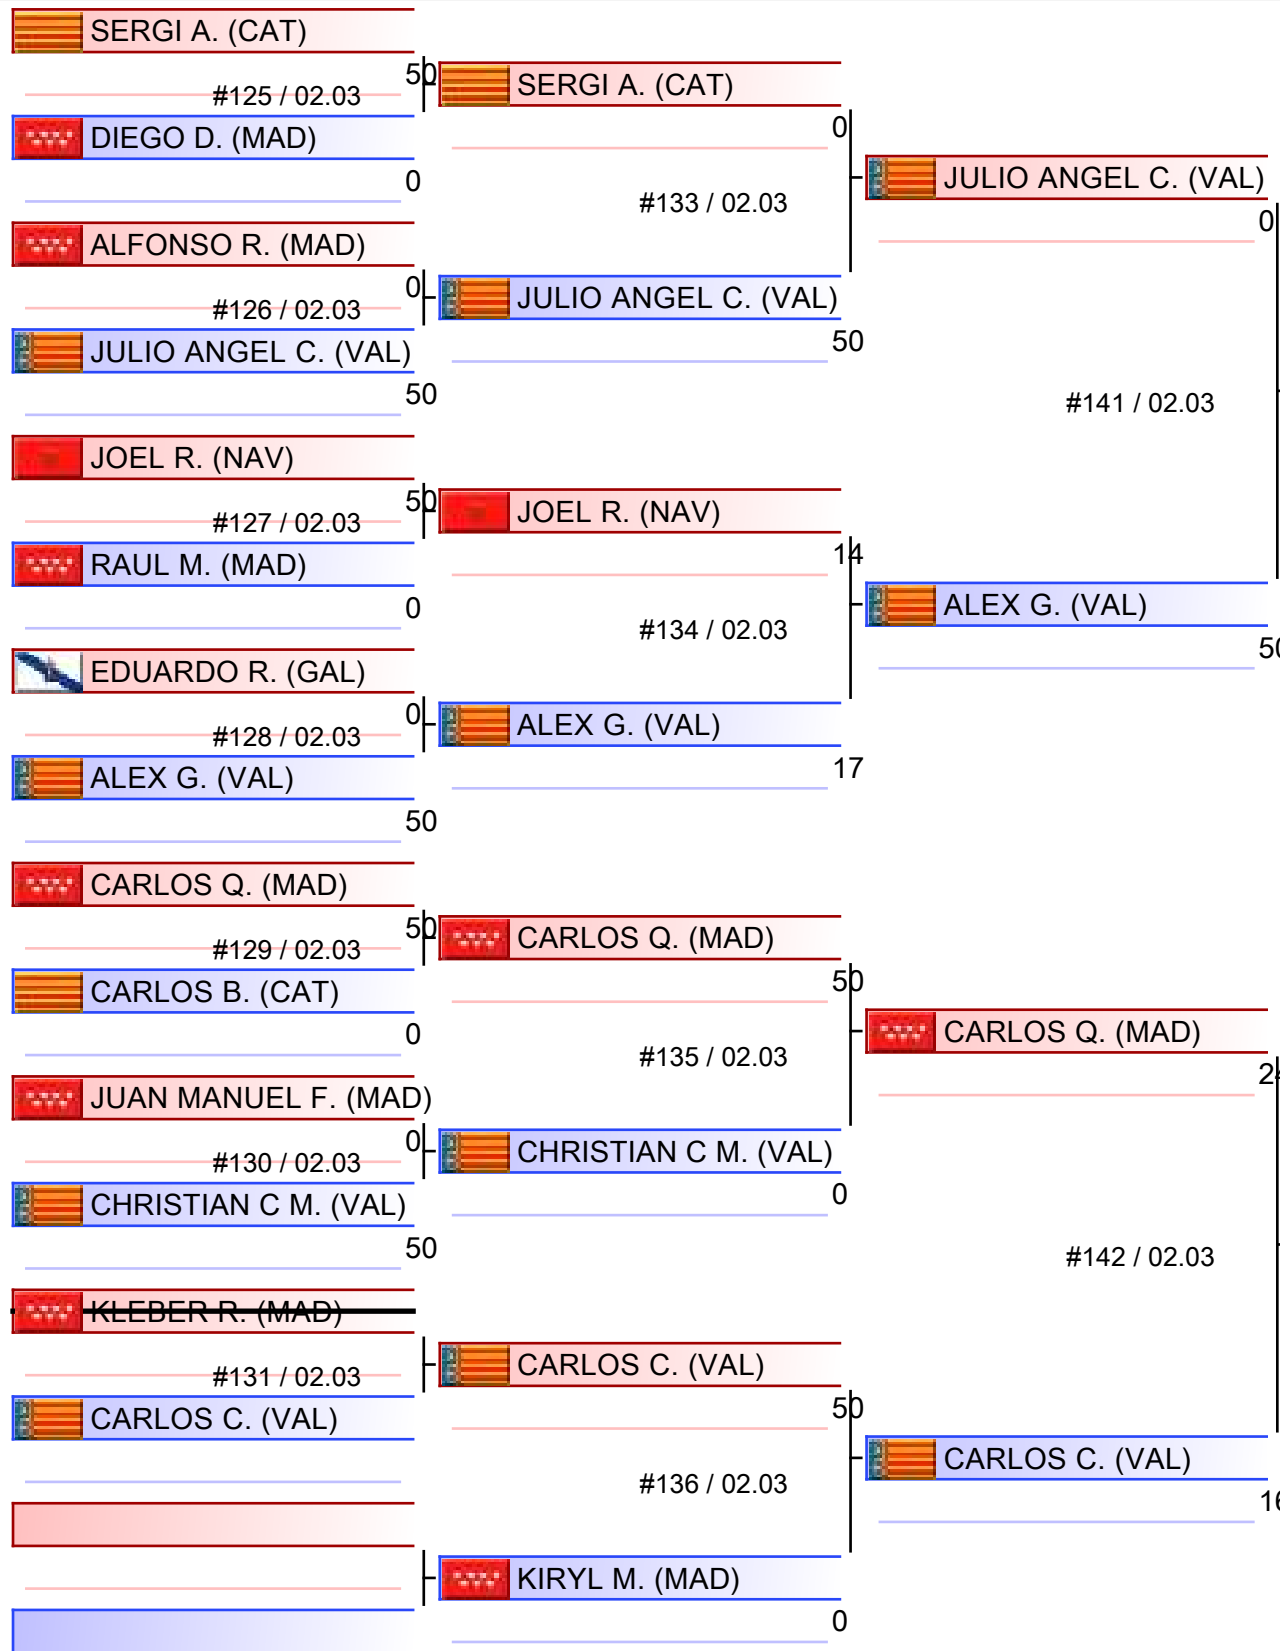 SERGI A. (CAT)
50
#125 / 02.03
DIEGO D. (MAD)
0
ALFONSO R. (MAD)
0
#126 / 02.03
JULIO ANGEL C. (VAL)
50
JOEL R. (NAV)
50
#127 / 02.03
RAUL M. (MAD)
0
EDUARDO R. (GAL)
0
#128 / 02.03
ALEX G. (VAL)
50
CARLOS Q. (MAD)
50
#129 / 02.03
CARLOS B. (CAT)
0
JUAN MANUEL F. (MAD)
0
#130 / 02.03
CHRISTIAN C M. (VAL)
50
KLEBER R. (MAD)
#131 / 02.03
CARLOS C. (VAL)
SERGI A. (CAT)
0
#133 / 02.03
JULIO ANGEL C. (VAL)
50
JOEL R. (NAV)
14
#134 / 02.03
ALEX G. (VAL)
17
CARLOS Q. (MAD)
50
#135 / 02.03
CHRISTIAN C M. (VAL)
0
CARLOS C. (VAL)
50
#136 / 02.03
KIRYL M. (MAD)
0
JULIO ANGEL C. (VAL)
0
#141 / 02.03
ALEX G. (VAL)
50
CARLOS Q. (MAD)
24
#142 / 02.03
CARLOS C. (VAL)
16